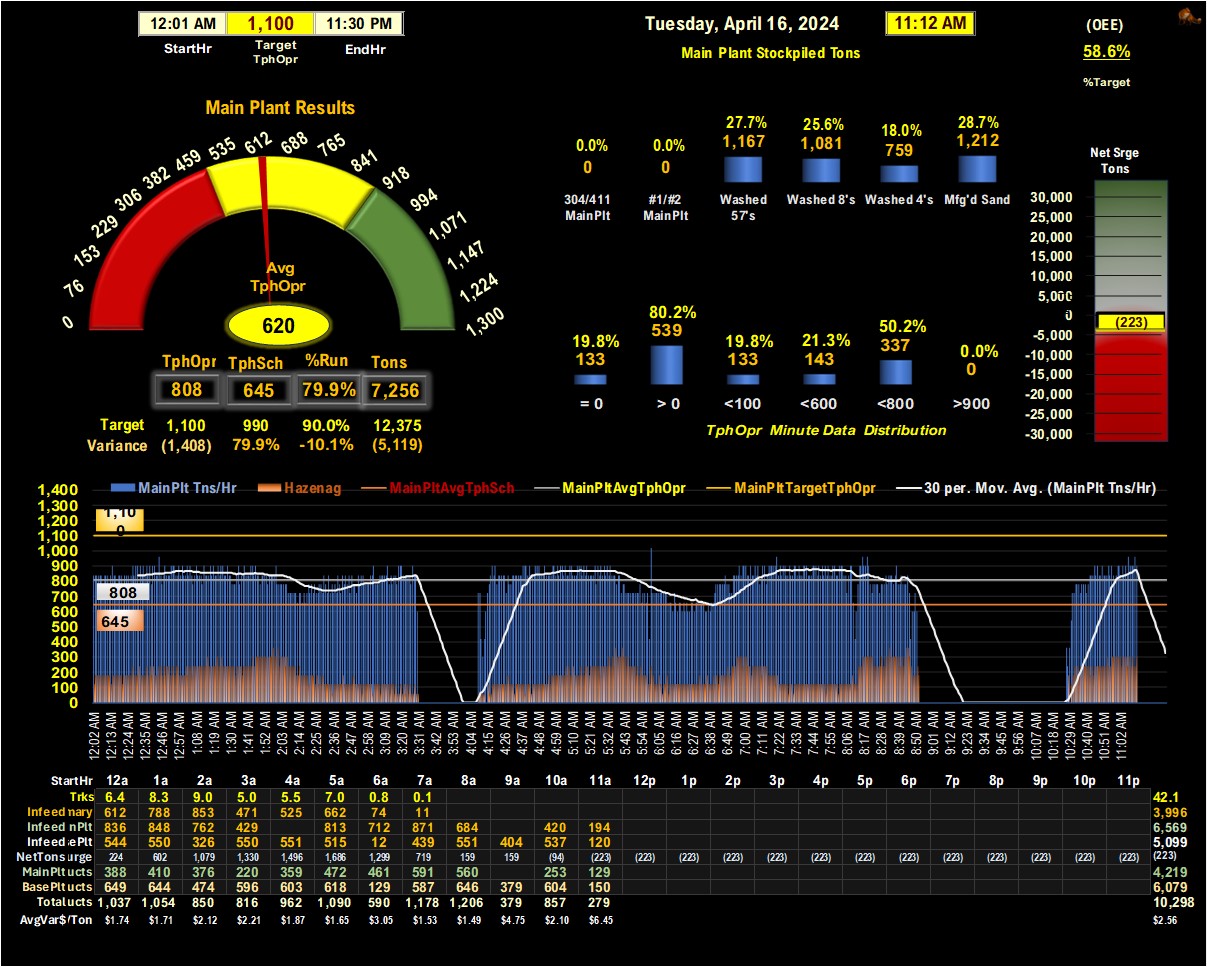 12:01 AM 1,100 11:30 PM
StartHr Target TphOpr EndHr
Tuesday, April 16, 2024 11:12 AM
Main Plant Stockpiled Tons
(OEE)
58.6%
%Target
Main Plant Results
0 76 153 229 306 382 459 535 612 688 765 841 918 994 1,071 1,147 1,224 1,300
Avg
TphOpr
620
TphOpr TphSch %Run Tons
808 645 79.9% 7,256
Target 1,100 990 90.0% 12,375
Variance (1,408) 79.9% -10.1% (5,119)
0.0% 0.0% 27.7% 25.6% 18.0% 28.7%
0 0 1,167 1,081 759 1,212
304/411 MainPlt #1/#2 MainPlt Washed 57's Washed 8's Washed 4's Mfg'd Sand
19.8% 80.2% 19.8% 21.3% 50.2% 0.0%
133 539 133 143 337 0
= 0 > 0 <100 <600 <800 >900
TphOpr Minute Data Distribution
Net Srge
Tons
30,000
25,000
20,000
15,000
10,000
5,000
0
(223)
-5,000
-10,000
-15,000
-20,000
-25,000
-30,000
MainPlt Tns/Hr Hazenag MainPltAvgTphSch MainPltAvgTphOpr MainPltTargetTphOpr 30 per. Mov. Avg. (MainPlt Tns/Hr)
1,400
1,300
1,200
1,100
1,000
900
800
700
600
500
400
300
200
100
0
1,10
0
808
645
12:02 AM 12:13 AM 12:24 AM 12:35 AM 12:46 AM 12:57 AM 1:08 AM 1:19 AM 1:30 AM 1:41 AM 1:52 AM 2:03 AM 2:14 AM 2:25 AM 2:36 AM 2:47 AM 2:58 AM 3:09 AM 3:20 AM 3:31 AM 3:42 AM 3:53 AM 4:04 AM 4:15 AM 4:26 AM 4:37 AM 4:48 AM 4:59 AM 5:10 AM 5:21 AM 5:32 AM 5:43 AM 5:54 AM 6:05 AM 6:16 AM 6:27 AM 6:38 AM 6:49 AM 7:00 AM 7:11 AM 7:22 AM 7:33 AM 7:44 AM 7:55 AM 8:06 AM 8:17 AM 8:28 AM 8:39 AM 8:50 AM 9:01 AM 9:12 AM 9:23 AM 9:34 AM 9:45 AM 9:56 AM 10:07 AM 10:18 AM 10:29 AM 10:40 AM 10:51 AM 11:02 AM
StartHr 12a 1a 2a 3a 4a 5a 6a 7a 8a 9a 10a 11a 12p 1p 2p 3p 4p 5p 6p 7p 8p 9p 10p 11p
Trks 6.4 8.3 9.0 5.0 5.5 7.0 0.8 0.1 42.1
Infeed mary 612 788 853 471 525 662 74 11 3,996
Infeed nPlt 836 848 762 429 813 712 871 684 420 194 6,569
Infeed ePlt 544 550 326 550 551 515 12 439 551 404 537 120 5,099
NetTons urge 224 602 1,079 1,330 1,496 1,686 1,299 719 159 159 (94) (223) (223) (223) (223) (223) (223) (223) (223) (223) (223) (223) (223) (223) (223)
MainPlt ucts 388 410 376 220 359 472 461 591 560 253 129 4,219
BasePlt ucts 649 644 474 596 603 618 129 587 646 379 604 150 6,079
Total ucts 1,037 1,054 850 816 962 1,090 590 1,178 1,206 379 857 279 10,298
AvgVar$/Ton $1.74 $1.71 $2.12 $2.21 $1.87 $1.65 $3.05 $1.53 $1.49 $4.75 $2.10 $6.45 $2.56